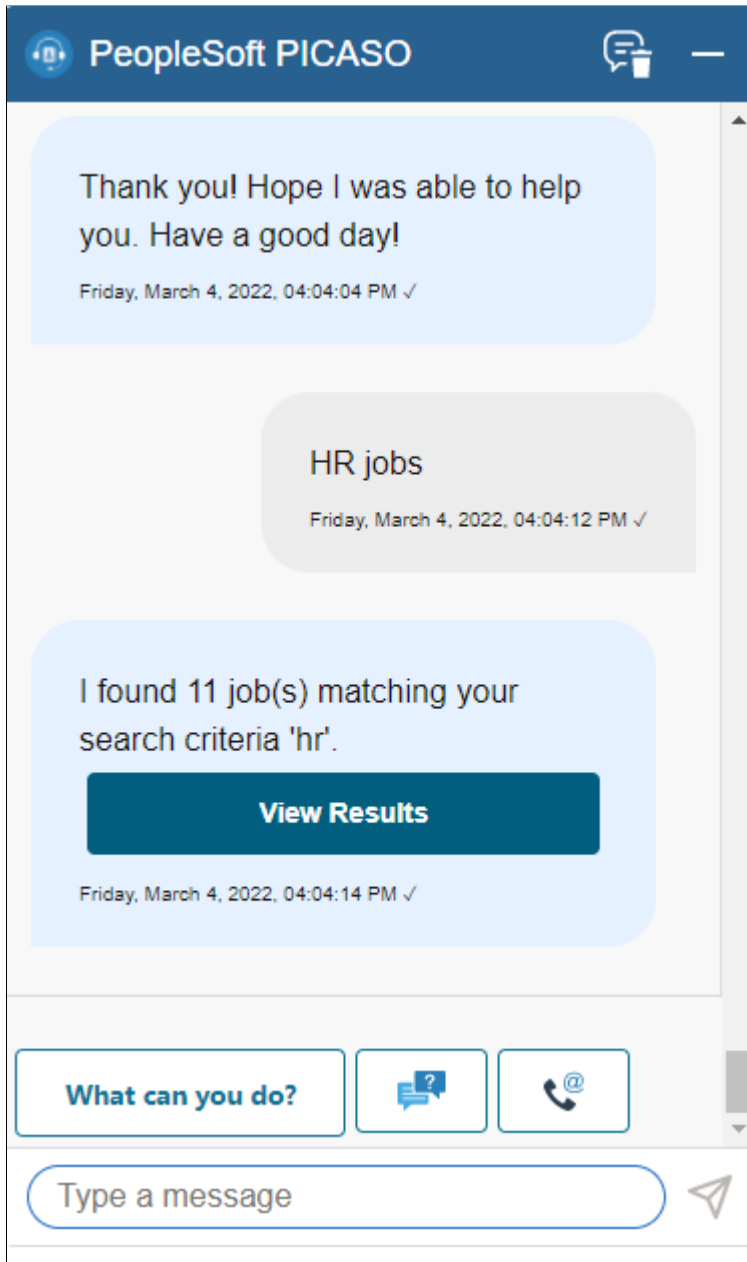 PeopleSoft PICASO
Thank you! Hope I was able to help
you. Have a good day!
Friday, March 4, 2022, 04:04:04 PM ✓
HR jobs
Friday, March 4, 2022, 04:04:12 PM ✓
I found 11 job(s) matching your
search criteria 'hr'.
View Results
Friday, March 4, 2022, 04:04:14 PM ✓
What can you do?
?
@
Type a message